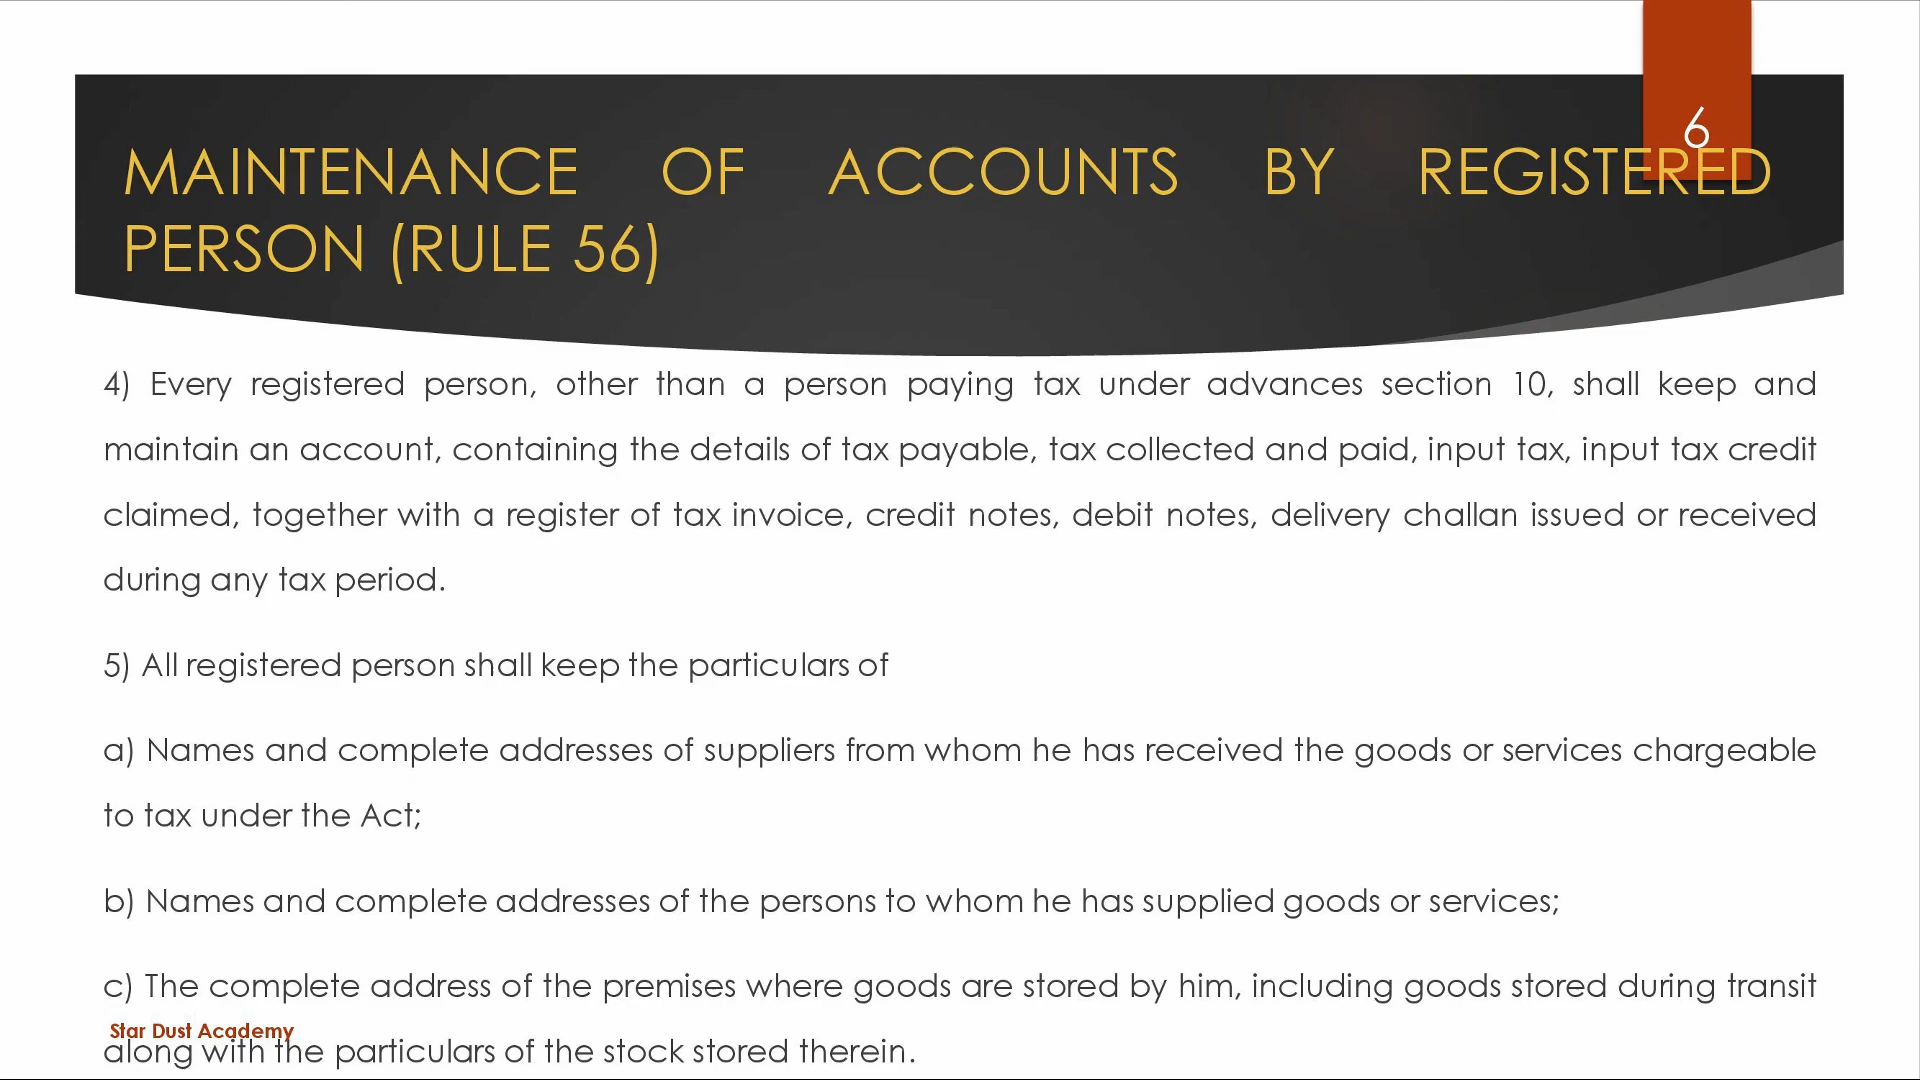 6
MAINTENANCE OF ACCOUNTS BY REGISTERED
PERSON (RULE 56)
4) Every registered person, other than a person paying tax under advances section 10, shall keep and
maintain an account, containing the details of tax payable, tax collected and paid, input tax, input tax credit
claimed, together with a register of tax invoice, credit notes, debit notes, delivery challan issued or received
during any tax period.
5) All registered person shall keep the particulars of
a) Names and complete addresses of suppliers from whom he has received the goods or services chargeable
to tax under the Act;
b) Names and complete addresses of the persons to whom he has supplied goods or services;
c) The complete address of the premises where goods are stored by him, including goods stored during transit
Star Dust Academy
along with the particulars of the stock stored therein.